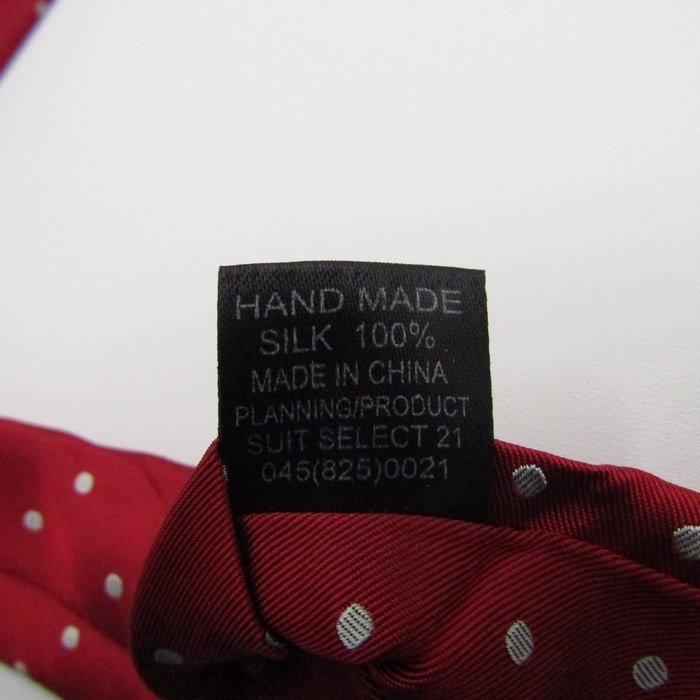 HAND MADE
SILK 100%
MADE IN CHINA
PLANNING/PRODUCT
SUIT SELECT 21
045(825)0021